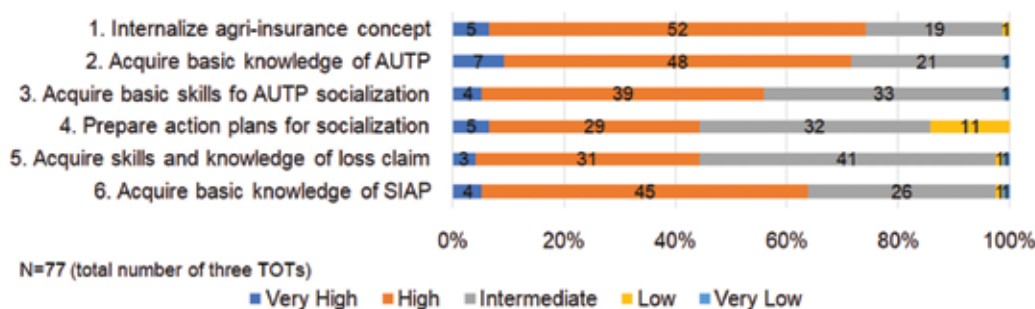 1. Internalize agri-insurance concept 5 52 19 1
2. Acquire basic knowledge of AUTP 7 48 21 1
3. Acquire basic skills fo AUTP socialization 4 39 33 1
4. Prepare action plans for socialization 5 29 32 11
5. Acquire skills and knowledge of loss claim 3 31 41 1 1
6. Acquire basic knowledge of SIAP 4 45 26 1 1
0% 20% 40% 60% 80% 100%
N=77 (total number of three TOTs)
Very High High Intermediate Low Very Low